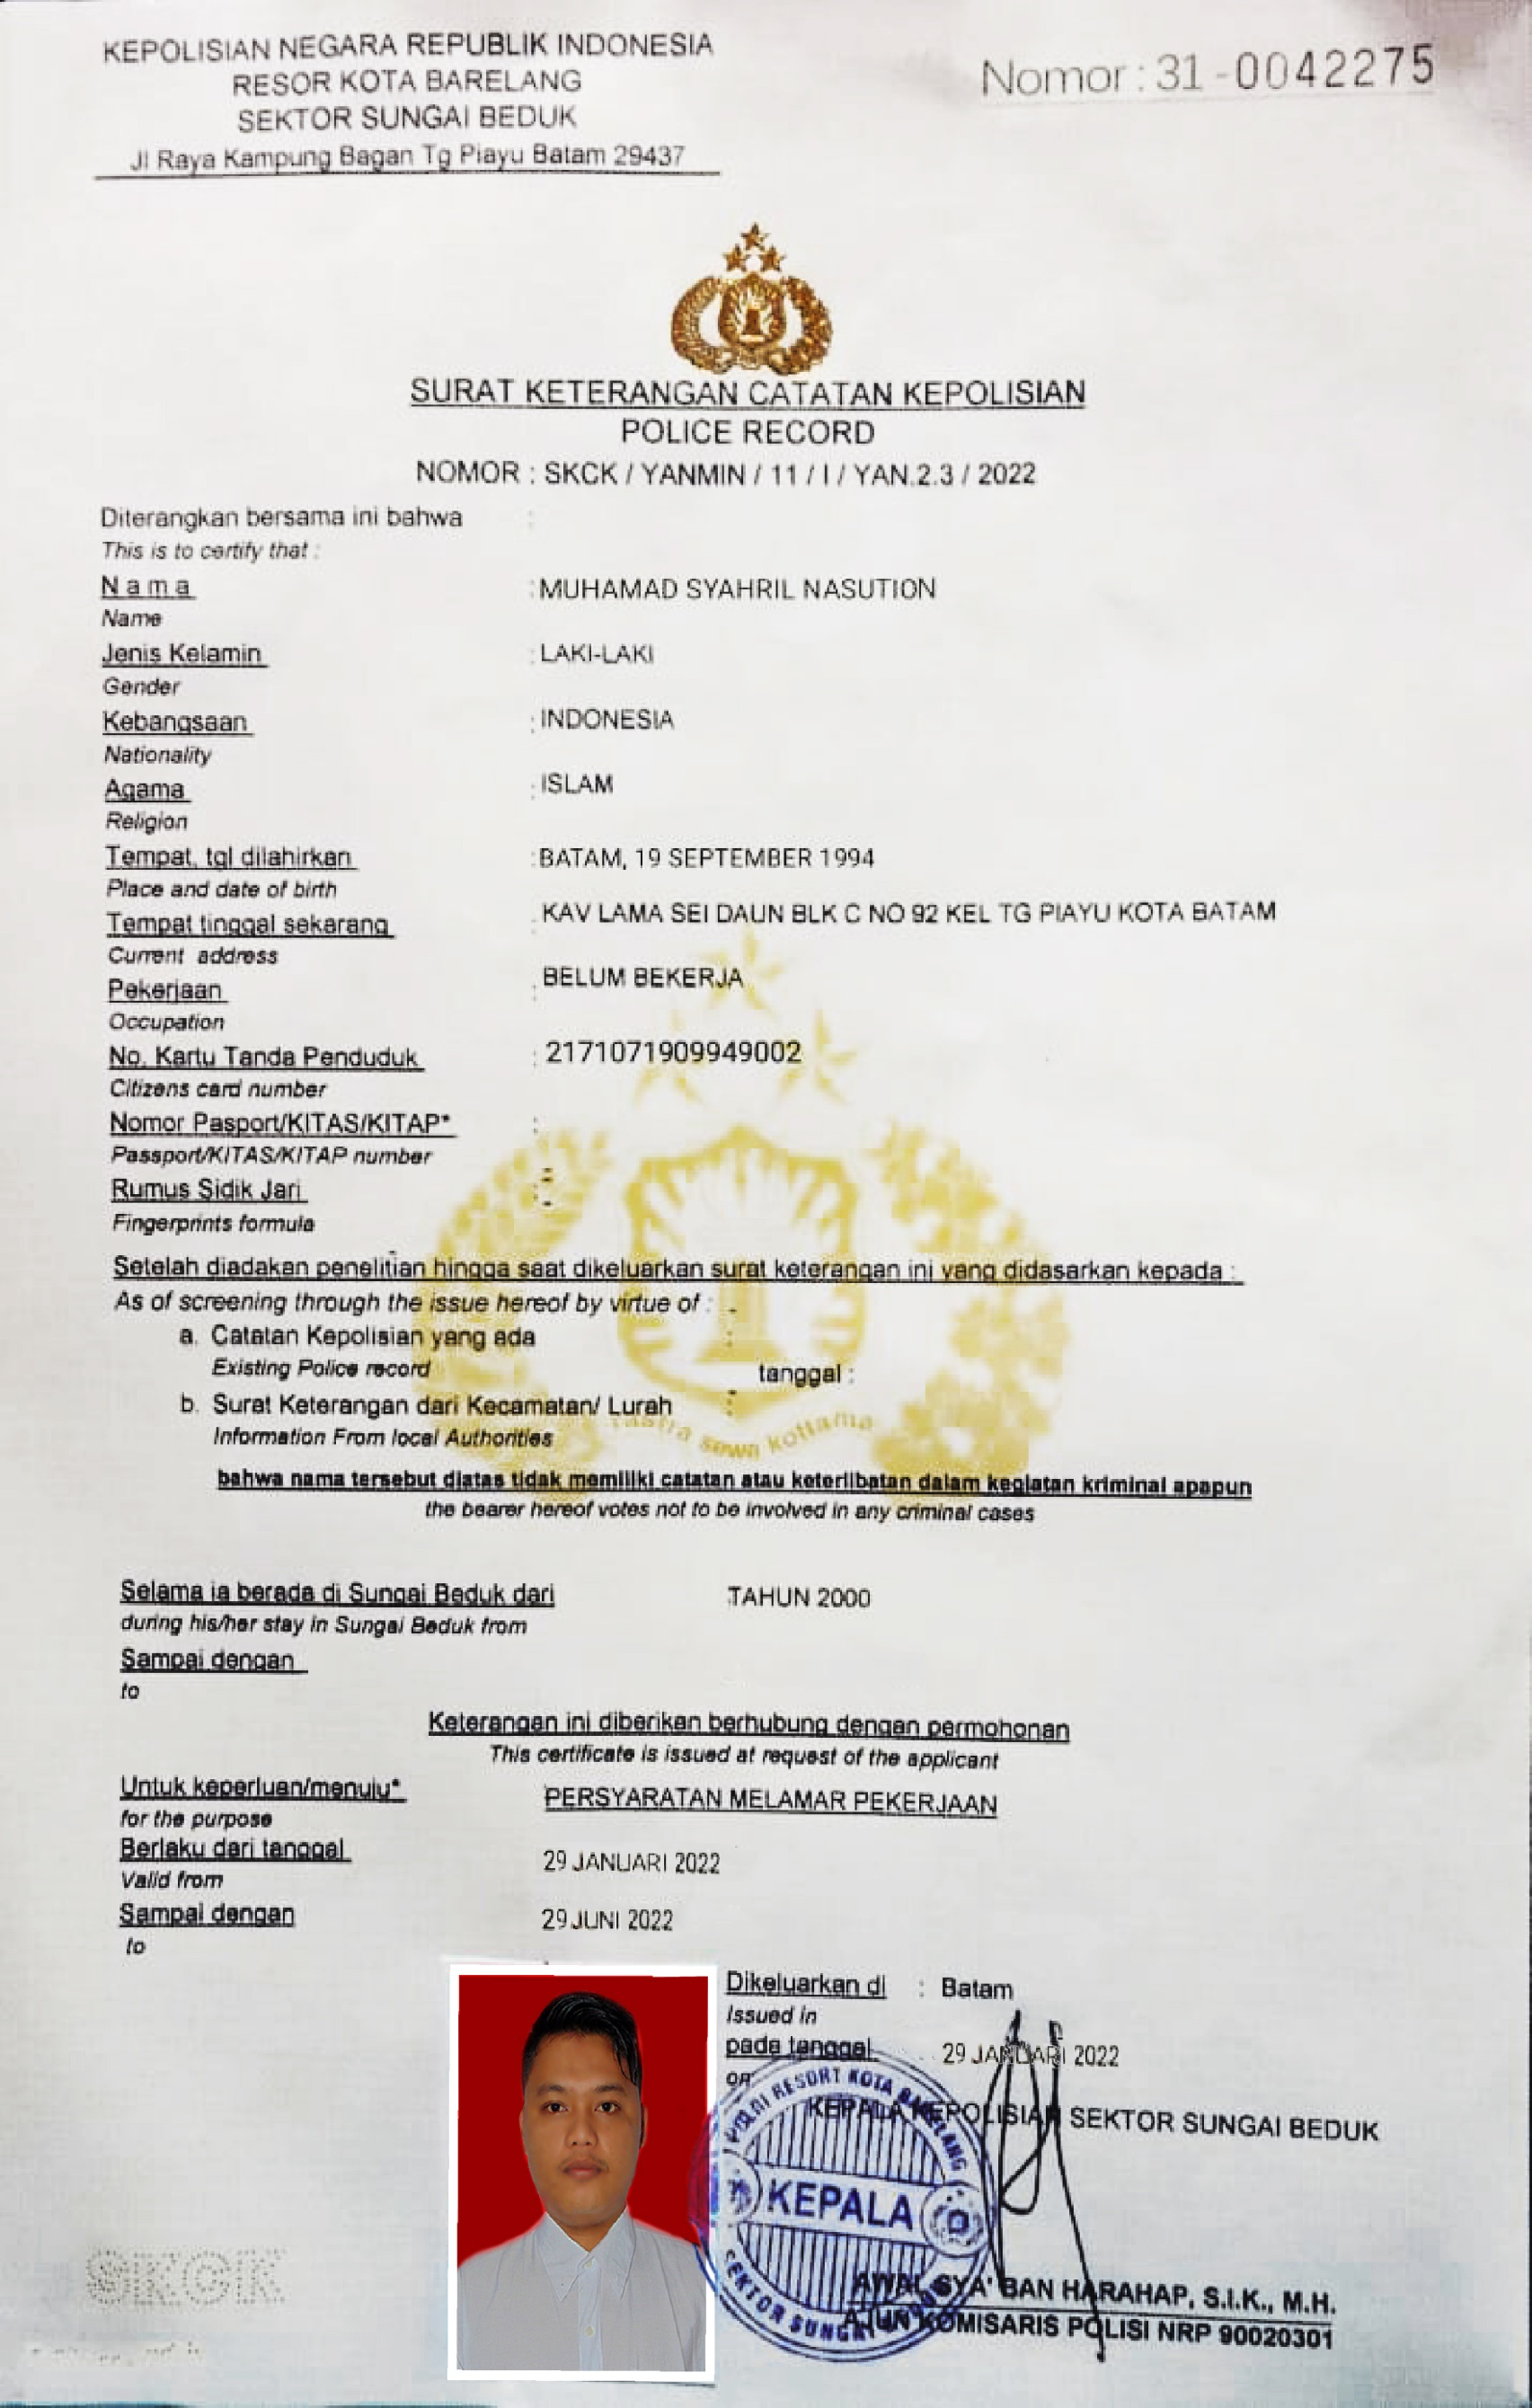 KEPOLISIAN NEGARA REPUBLIK INDONESIA
RESOR KOTA BARELANG
SEKTOR SUNGAI BEDUK
Jl Raya Kampung Bagan Tg Piayu Batam 29437
Nomor : 31-0042275
SURAT KETERANGAN CATATAN KEPOLISIAN
POLICE RECORD
NOMOR : SKCK / YANMIN / 11 / I / YAN.2.3 / 2022
Diterangkan bersama ini bahwa :
This is to certify that :
Nama : MUHAMAD SYAHRIL NASUTION
Name
Jenis Kelamin : LAKI-LAKI
Gender
Kebangsaan : INDONESIA
Nationality
Agama : ISLAM
Religion
Tempat, tgl dilahirkan : BATAM, 19 SEPTEMBER 1994
Place and date of birth
Tempat tinggal sekarang : KAV LAMA SEI DAUN BLK C NO 92 KEL TG PIAYU KOTA BATAM
Current address
Pekerjaan : BELUM BEKERJA
Occupation
No. Kartu Tanda Penduduk : 2171071909949002
Citizens card number
Nomor Pasport/KITAS/KITAP* :
Passport/KITAS/KITAP number
Rumus Sidik Jari : -
Fingerprints formula
Setelah diadakan penelitian hingga saat dikeluarkan surat keterangan ini yang didasarkan kepada :
As of screening through the issue hereof by virtue of : -
a. Catatan Kepolisian yang ada :
Existing Police record
tanggal :
b. Surat Keterangan dari Kecamatan/ Lurah :
Information From local Authorities
rastra sewa kottama
bahwa nama tersebut diatas tidak memiliki catatan atau keterlibatan dalam kegiatan kriminal apapun
the bearer hereof votes not to be involved in any criminal cases
Selama ia berada di Sungai Beduk dari : TAHUN 2000
during his/her stay in Sungai Beduk from
Sampai dengan
to
Keterangan ini diberikan berhubung dengan permohonan
This certificate is issued at request of the applicant
Untuk keperluan/menuju* PERSYARATAN MELAMAR PEKERJAAN
for the purpose
Berlaku dari tanggal 29 JANUARI 2022
Valid from
Sampai dengan 29 JUNI 2022
to
Dikeluarkan di : Batam
Issued in
pada tanggal 29 JANUARI 2022
on
KEPALA KEPOLISIAN SEKTOR SUNGAI BEDUK
RESORT KOTA BARELANG
KEPALA
SEKTOR SUNGAI
AWAL SYA' BAN HARAHAP, S.I.K., M.H.
AJUN KOMISARIS POLISI NRP 90020301
SKCK